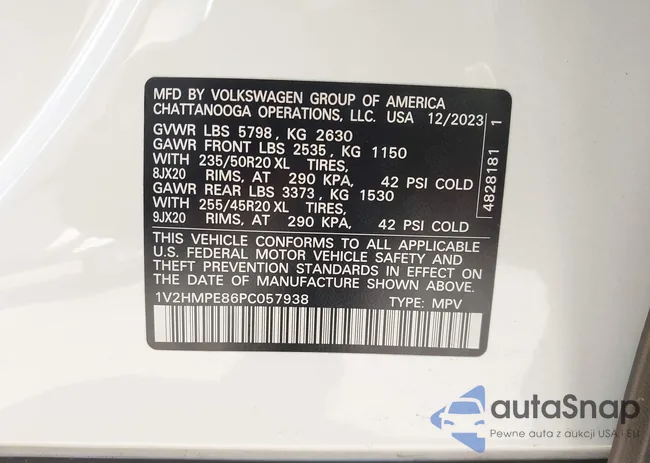 MFD BY VOLKSWAGEN GROUP OF AMERICA
CHATTANOOGA OPERATIONS, LLC. USA 12/2023
GVWR LBS 5798, KG 2630
GAWR FRONT LBS 2535, KG 1150
WITH 235/50R20 XL TIRES,
8JX20 RIMS, AT 290 KPA, 42 PSI COLD
GAWR REAR LBS 3373, KG 1530
WITH 255/45R20 XL TIRES,
9JX20 RIMS, AT 290 KPA, 42 PSI COLD
THIS VEHICLE CONFORMS TO ALL APPLICABLE
U.S. FEDERAL MOTOR VEHICLE SAFETY AND
THEFT PREVENTION STANDARDS IN EFFECT ON
THE DATE OF MANUFACTURE SHOWN ABOVE.
1V2HMPE86PC057938 TYPE: MPV
4828181 1
autaSnap
Pewne auta z aukcji USA - EU